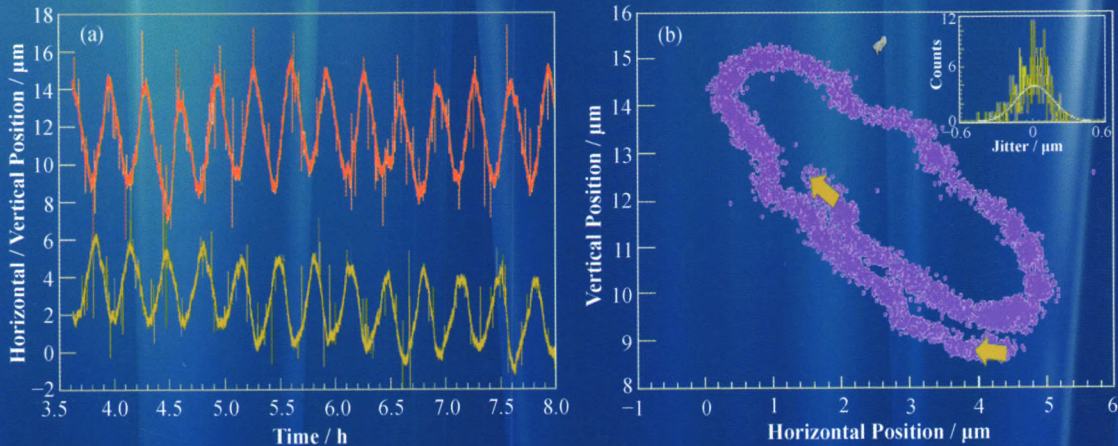 (a)
Horizontal / Vertical Position / μm
18
16
14
12
10
8
6
4
2
0
−2
3.5 4.0 4.5 5.0 5.5 6.0 6.5 7.0 7.5 8.0
Time / h
(b)
Vertical Position / μm
16
15
14
13
12
11
10
9
8
−1 0 1 2 3 4 5 6
Horizontal Position / μm
Counts
12
6
0
−0.6 0 0.6
Jitter / μm